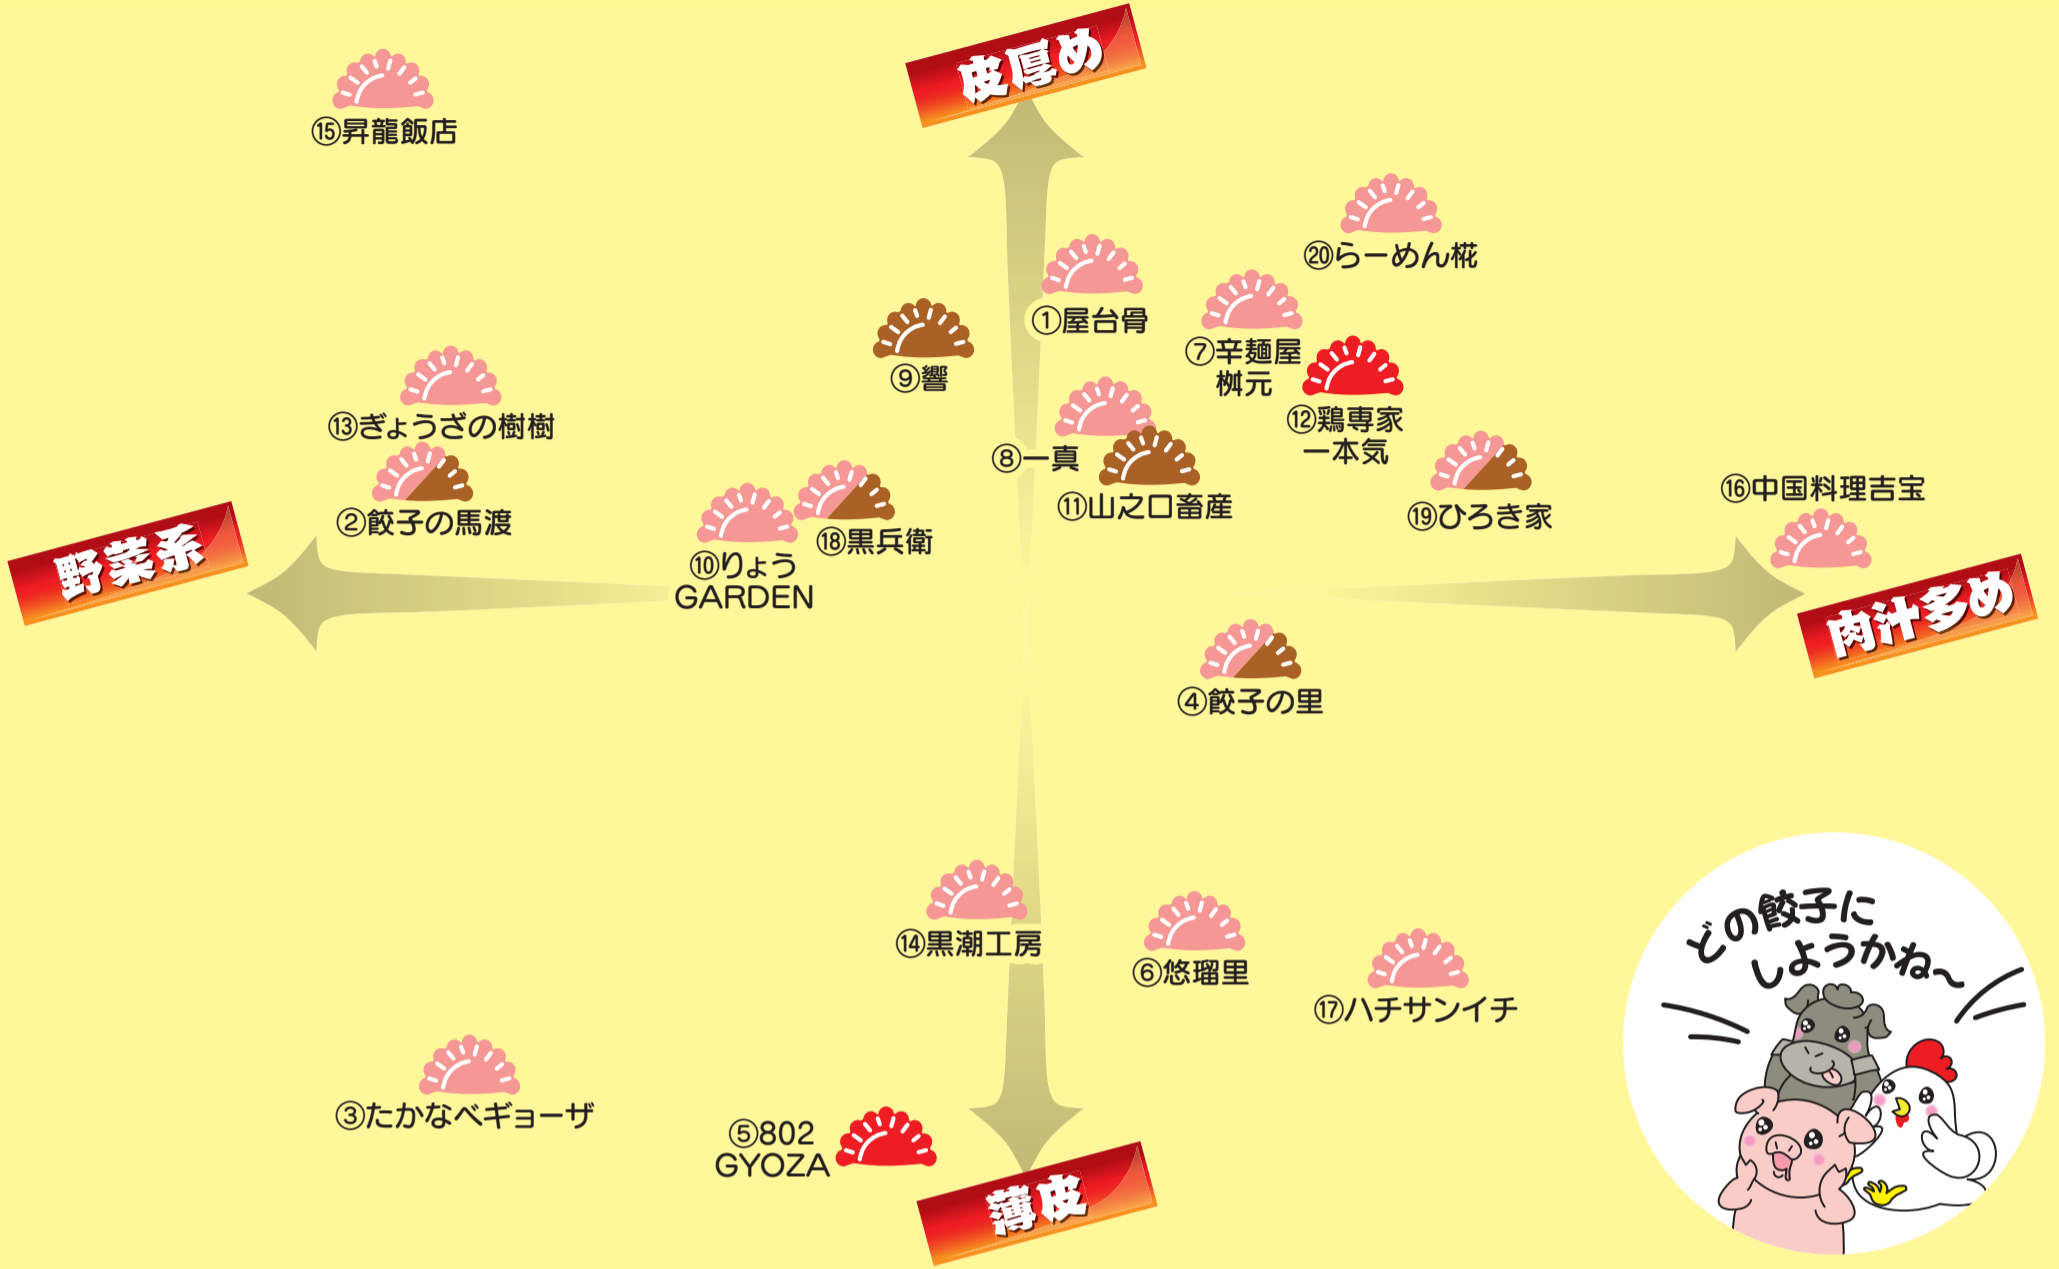 皮厚め
⑮昇龍飯店
⑳らーめん椛
①屋台骨
⑦辛麺屋
桝元
⑨響
⑬ぎょうざの樹樹
⑫鶏専家
一本気
⑧一真
⑯中国料理吉宝
⑪山之口畜産
⑲ひろき家
②餃子の馬渡
⑱黒兵衛
⑩りょう
GARDEN
野菜系
肉汁多め
④餃子の里
⑭黒潮工房
⑥悠瑠里
⑰ハチサンイチ
どの餃子に
しようかね～
③たかなべギョーザ
⑤802
GYOZA
薄皮